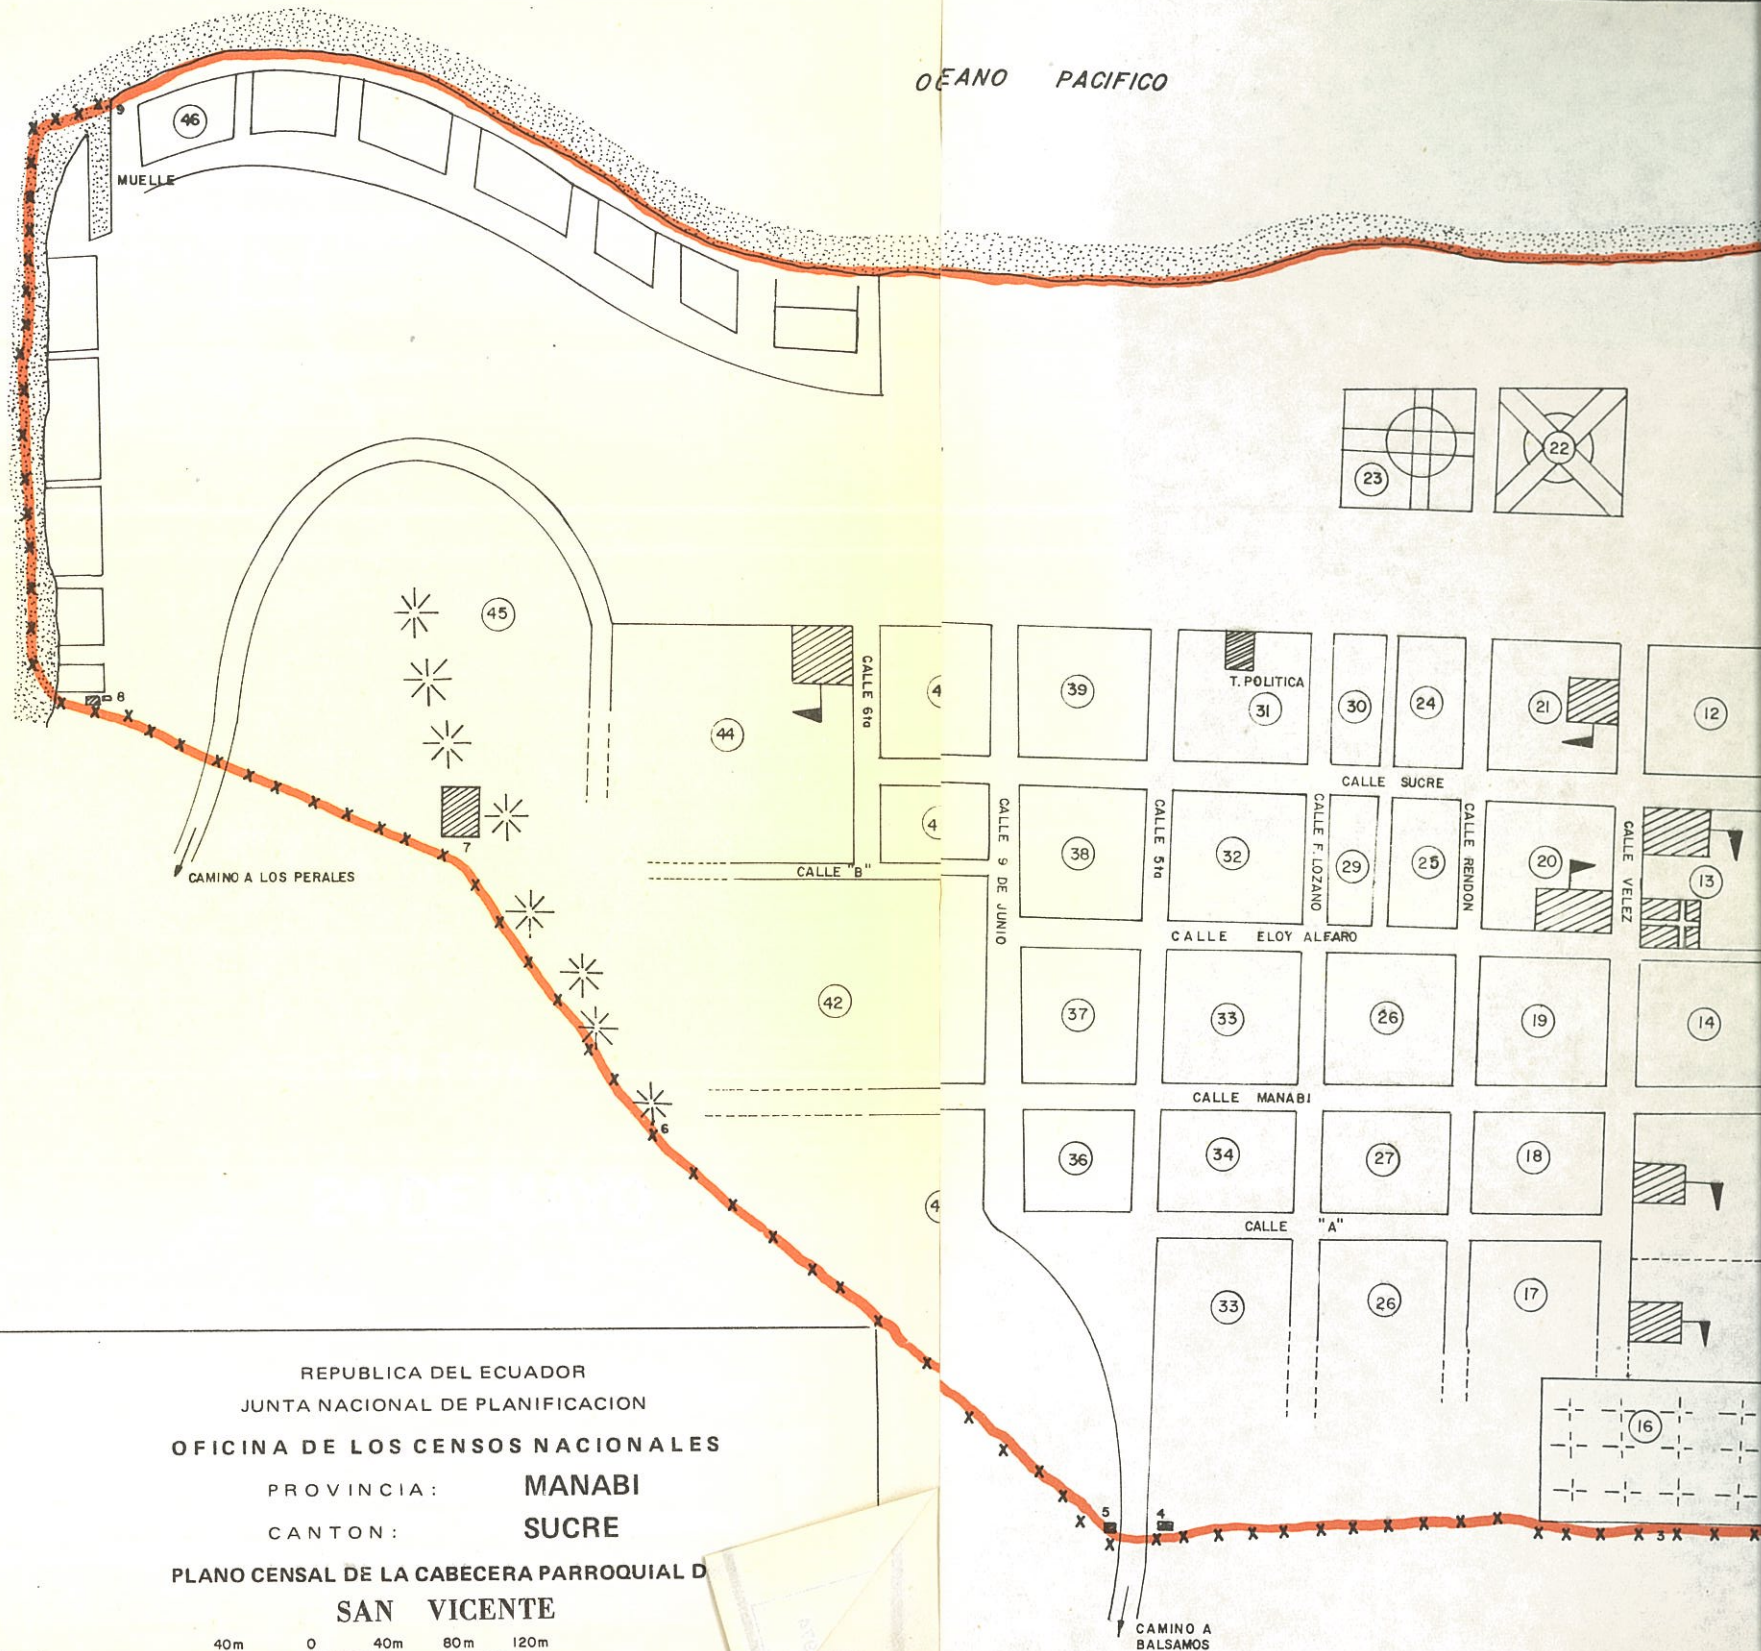 OEANO PACIFICO
9
46
MUELLE
23
22
45
8
44
CALLE 6ta
39
T. POLITICA
31
30
24
21
12
CALLE SUCRE
7
CAMINO A LOS PERALES
CALLE "B"
CALLE 9 DE JUNIO
38
CALLE 5ta
32
CALLE F. LOZANO
29
25
CALLE RENDON
20
CALLE VELEZ
13
CALLE ELOY ALFARO
42
37
33
26
19
14
CALLE MANABI
6
36
34
27
18
CALLE "A"
33
26
17
16
5
4
3
CAMINO A
BALSAMOS
REPUBLICA DEL ECUADOR
JUNTA NACIONAL DE PLANIFICACION
OFICINA DE LOS CENSOS NACIONALES
PROVINCIA: MANABI
CANTON: SUCRE
PLANO CENSAL DE LA CABECERA PARROQUIAL D
SAN VICENTE
40m 0 40m 80m 120m